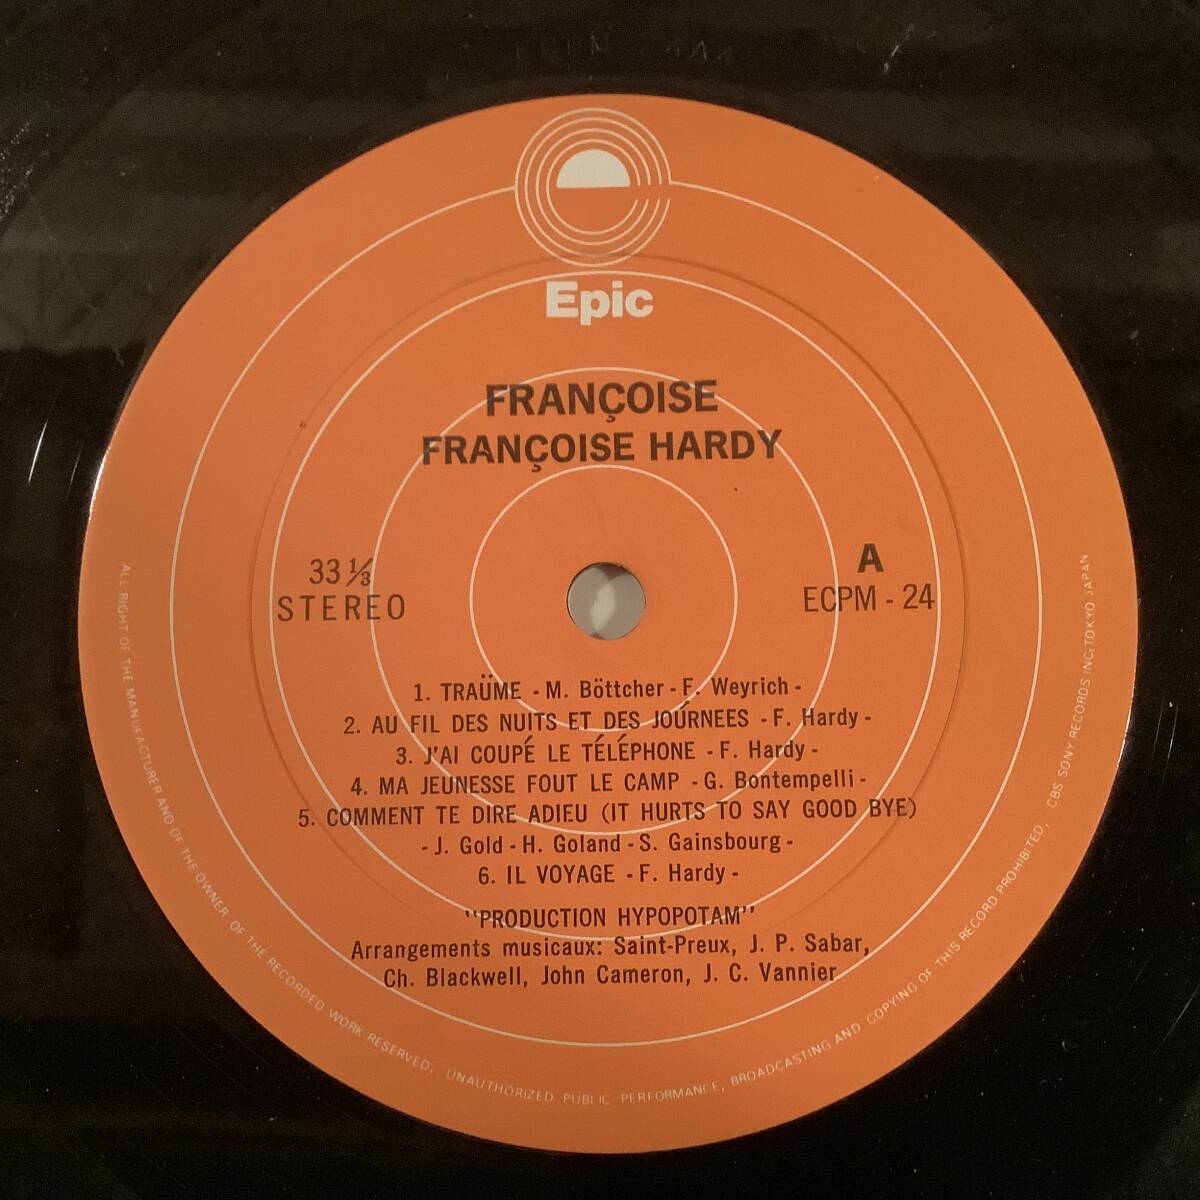 Epic
FRANÇOISE
FRANÇOISE HARDY
33 1/3
STEREO
A
ECPM - 24
1. TRAÜME - M. Böttcher - F. Weyrich -
2. AU FIL DES NUITS ET DES JOURNEES - F. Hardy -
3. J'AI COUPÉ LE TÉLÉPHONE - F. Hardy -
4. MA JEUNESSE FOUT LE CAMP - G. Bontempelli -
5. COMMENT TE DIRE ADIEU (IT HURTS TO SAY GOOD BYE)
- J. Gold - H. Goland - S. Gainsbourg -
6. IL VOYAGE - F. Hardy -
"PRODUCTION HYPOPOTAM"
Arrangements musicaux: Saint-Preux, J. P. Sabar,
Ch. Blackwell, John Cameron, J. C. Vannier
ALL RIGHT OF THE MANUFACTURER AND OF THE OWNER OF THE RECORDED WORK RESERVED. UNAUTHORIZED PUBLIC PERFORMANCE, BROADCASTING AND COPYING OF THIS RECORD PROHIBITED, CBS SONY RECORDS INC; TOKYO JAPAN